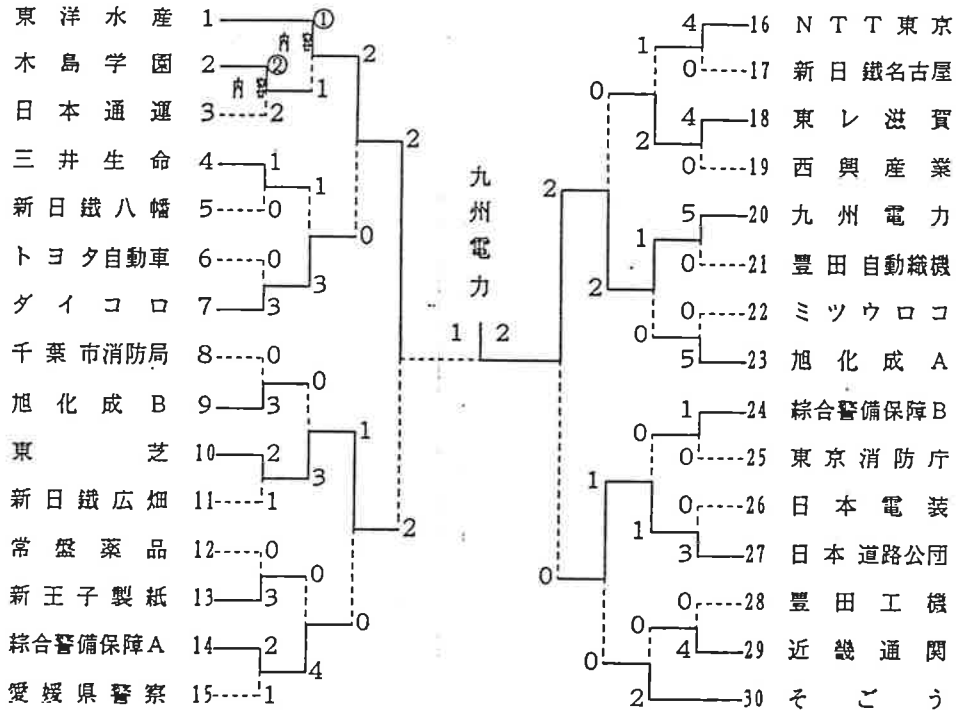 東洋水産 1 ①
内容 2
木島学園 2 ②
内容 1
日本通運 3 2
2
三井生命 4 1
1
新日鐵八幡 5 0
0
トヨタ自動車 6 0
3
ダイコロ 7 3
千葉市消防局 8 0
0
旭化成B 9 3
1
東芝 10 2
3
新日鐵広畑 11 1
2
常盤薬品 12 0
0
新王子製紙 13 3
0
綜合警備保障A 14 2
4
愛媛県警察 15 1
九州電力
1 2
4 16 NTT東京
1
0 17 新日鐵名古屋
0
4 18 東レ滋賀
2
0 19 西興産業
2
5 20 九州電力
1
0 21 豊田自動織機
2
0 22 ミツウロコ
0
5 23 旭化成A
1 24 綜合警備保障B
0
0 25 東京消防庁
1
0 26 日本電装
1
3 27 日本道路公団
0
0 28 豊田工機
0
4 29 近畿通関
0
2 30 そごう